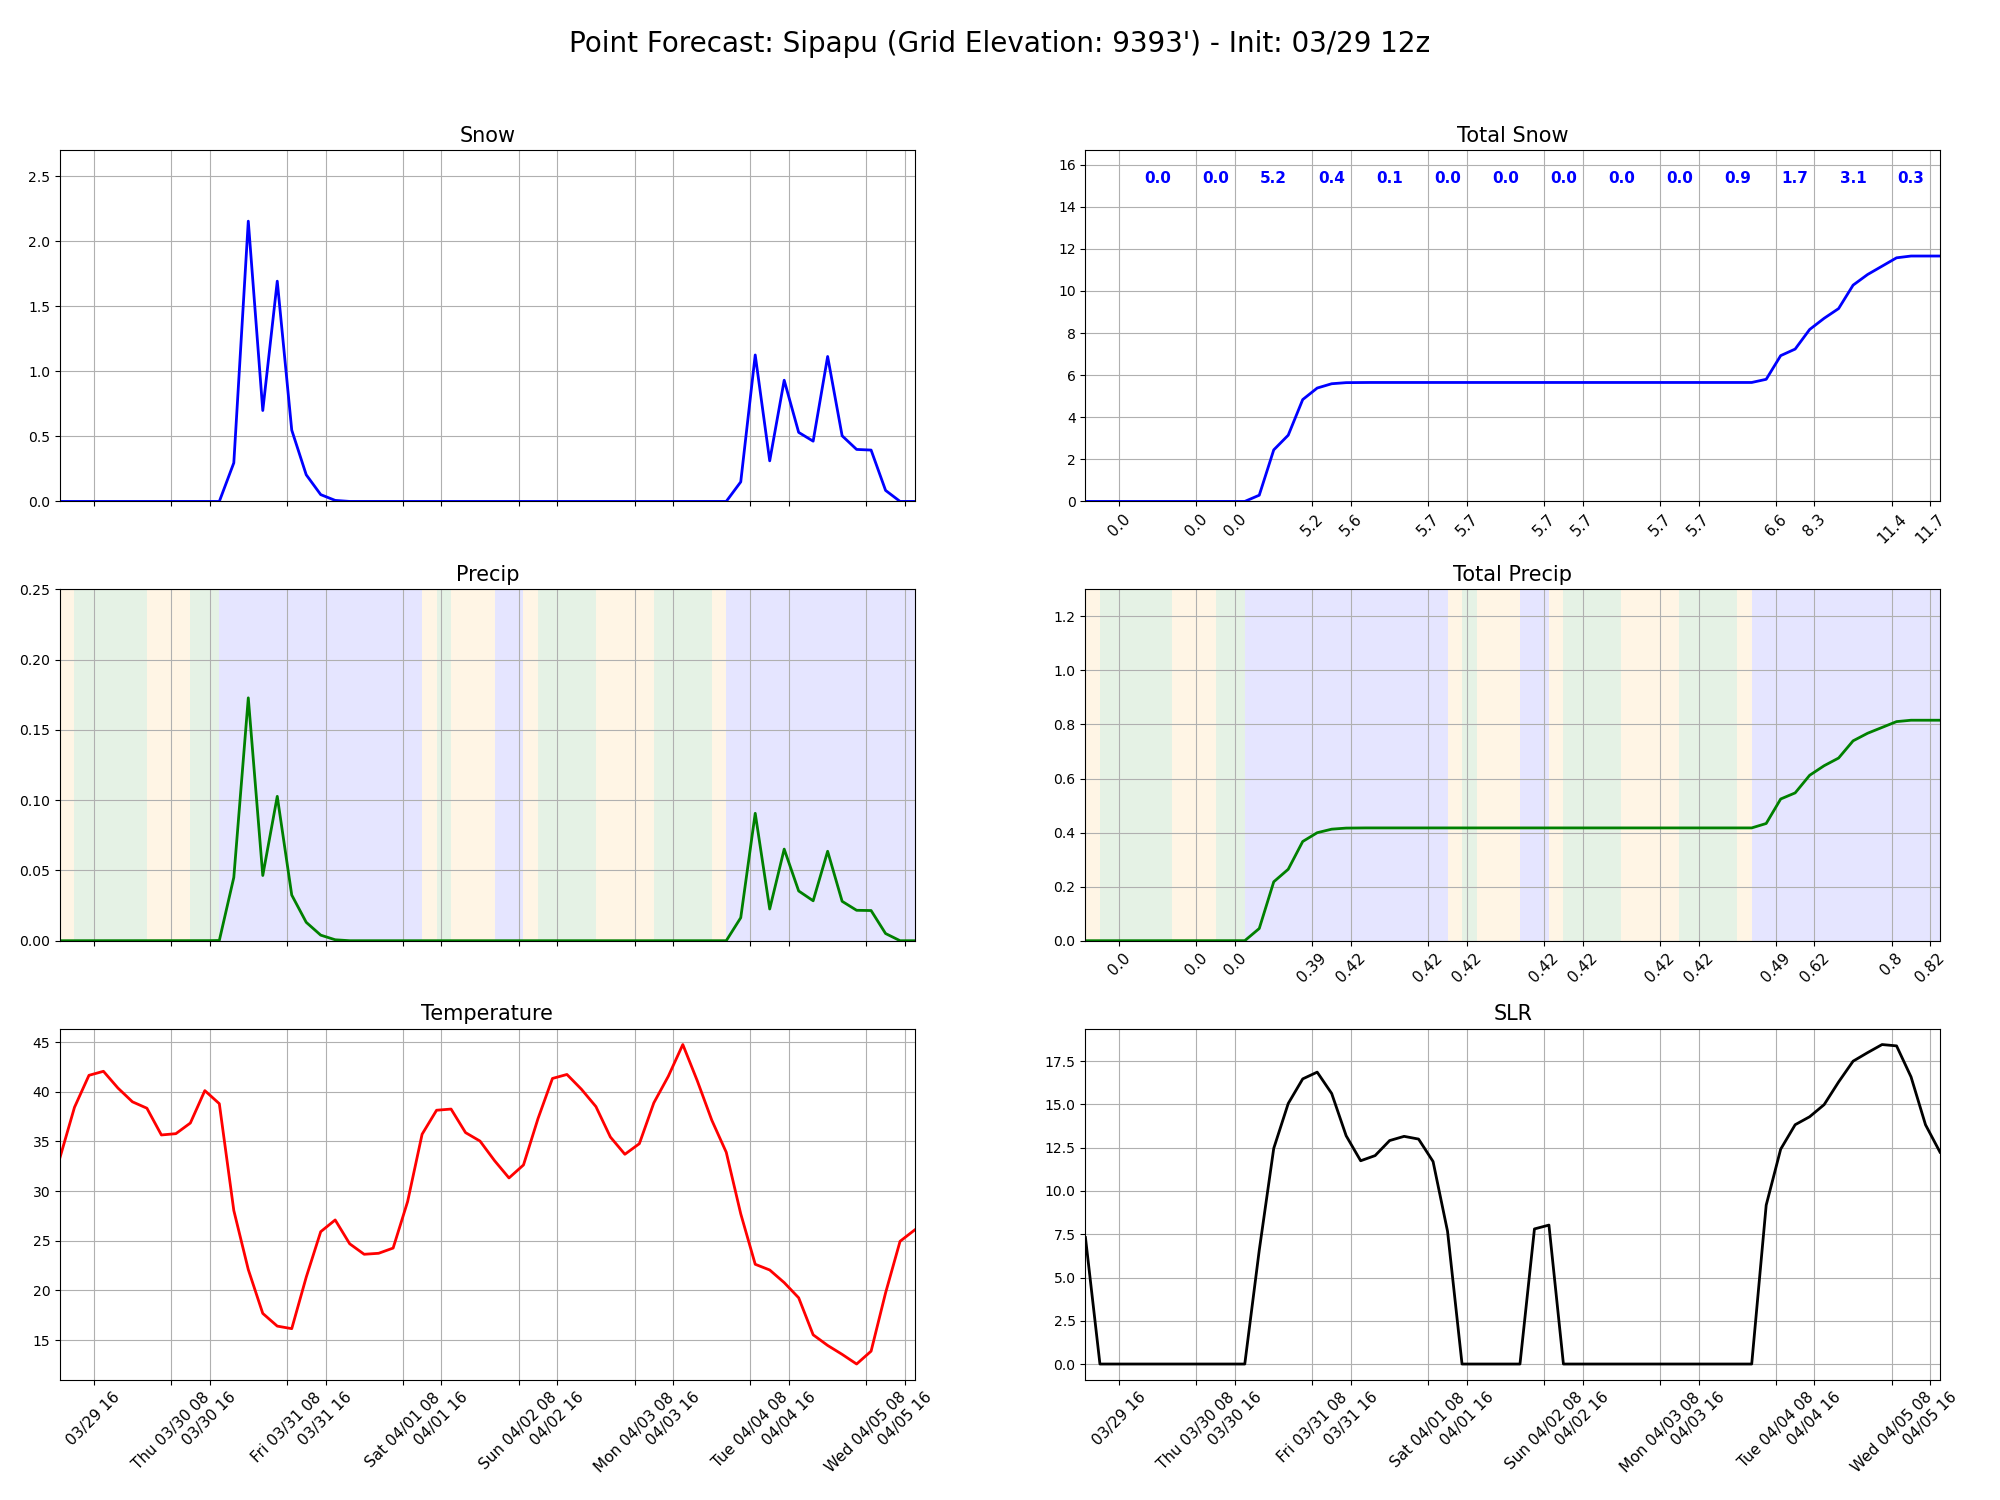 Point Forecast: Sipapu (Grid Elevation: 9393') - Init: 03/29 12z
Snow
2.5
2.0
1.5
1.0
0.5
0.0
Total Snow
16
14
12
10
8
6
4
2
0
0.0 0.0 5.2 0.4 0.1 0.0 0.0 0.0 0.0 0.0 0.9 1.7 3.1 0.3
0.0 0.0 0.0 5.2 5.6 5.7 5.7 5.7 5.7 5.7 5.7 6.6 8.3 11.4 11.7
Precip
0.25
0.20
0.15
0.10
0.05
0.00
Total Precip
1.2
1.0
0.8
0.6
0.4
0.2
0.0
0.0 0.0 0.0 0.39 0.42 0.42 0.42 0.42 0.42 0.42 0.42 0.49 0.62 0.8 0.82
Temperature
45
40
35
30
25
20
15
03/29 16
Thu 03/30 08
03/30 16
Fri 03/31 08
03/31 16
Sat 04/01 08
04/01 16
Sun 04/02 08
04/02 16
Mon 04/03 08
04/03 16
Tue 04/04 08
04/04 16
Wed 04/05 08
04/05 16
SLR
17.5
15.0
12.5
10.0
7.5
5.0
2.5
0.0
03/29 16
Thu 03/30 08
03/30 16
Fri 03/31 08
03/31 16
Sat 04/01 08
04/01 16
Sun 04/02 08
04/02 16
Mon 04/03 08
04/03 16
Tue 04/04 08
04/04 16
Wed 04/05 08
04/05 16